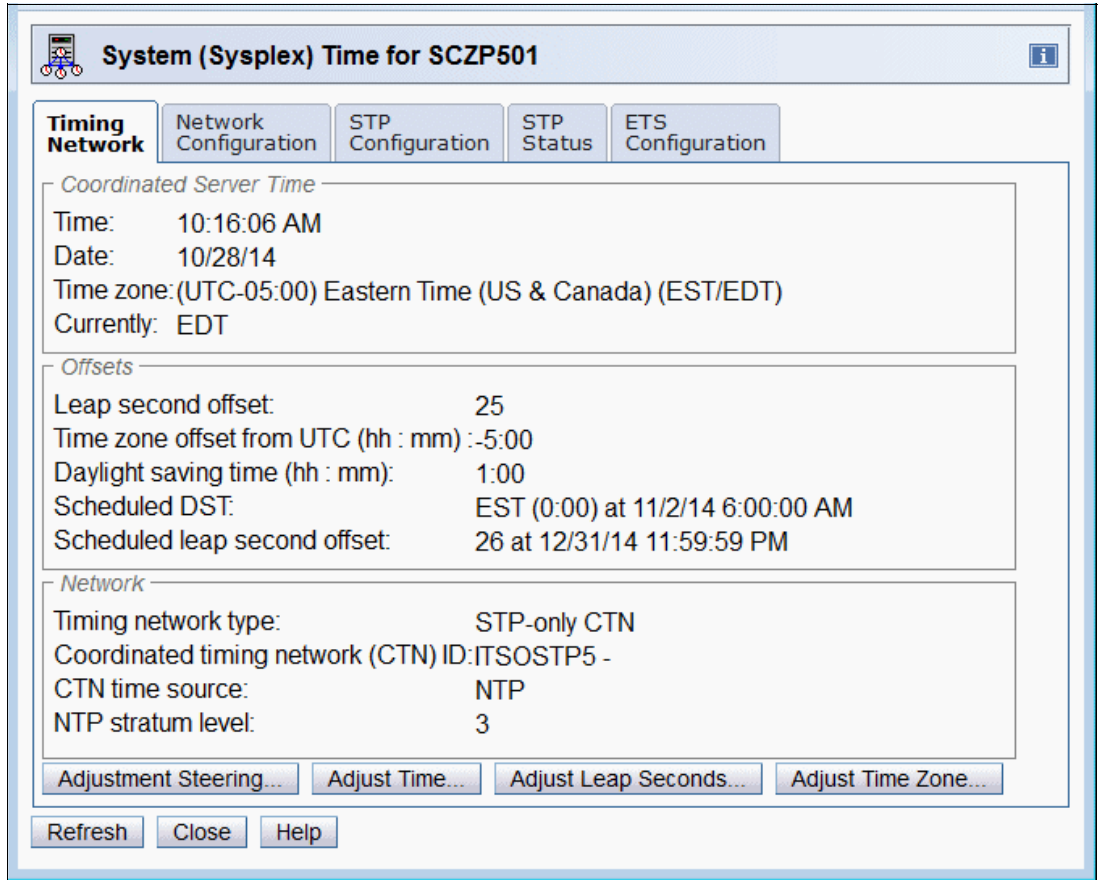 System (Sysplex) Time for SCZP501
i
Timing Network
Network Configuration
STP Configuration
STP Status
ETS Configuration
Coordinated Server Time
Time: 10:16:06 AM
Date: 10/28/14
Time zone: (UTC-05:00) Eastern Time (US & Canada) (EST/EDT)
Currently: EDT
Offsets
Leap second offset: 25
Time zone offset from UTC (hh : mm) : -5:00
Daylight saving time (hh : mm): 1:00
Scheduled DST: EST (0:00) at 11/2/14 6:00:00 AM
Scheduled leap second offset: 26 at 12/31/14 11:59:59 PM
Network
Timing network type: STP-only CTN
Coordinated timing network (CTN) ID: ITSOSTP5 -
CTN time source: NTP
NTP stratum level: 3
Adjustment Steering... Adjust Time... Adjust Leap Seconds... Adjust Time Zone...
Refresh Close Help